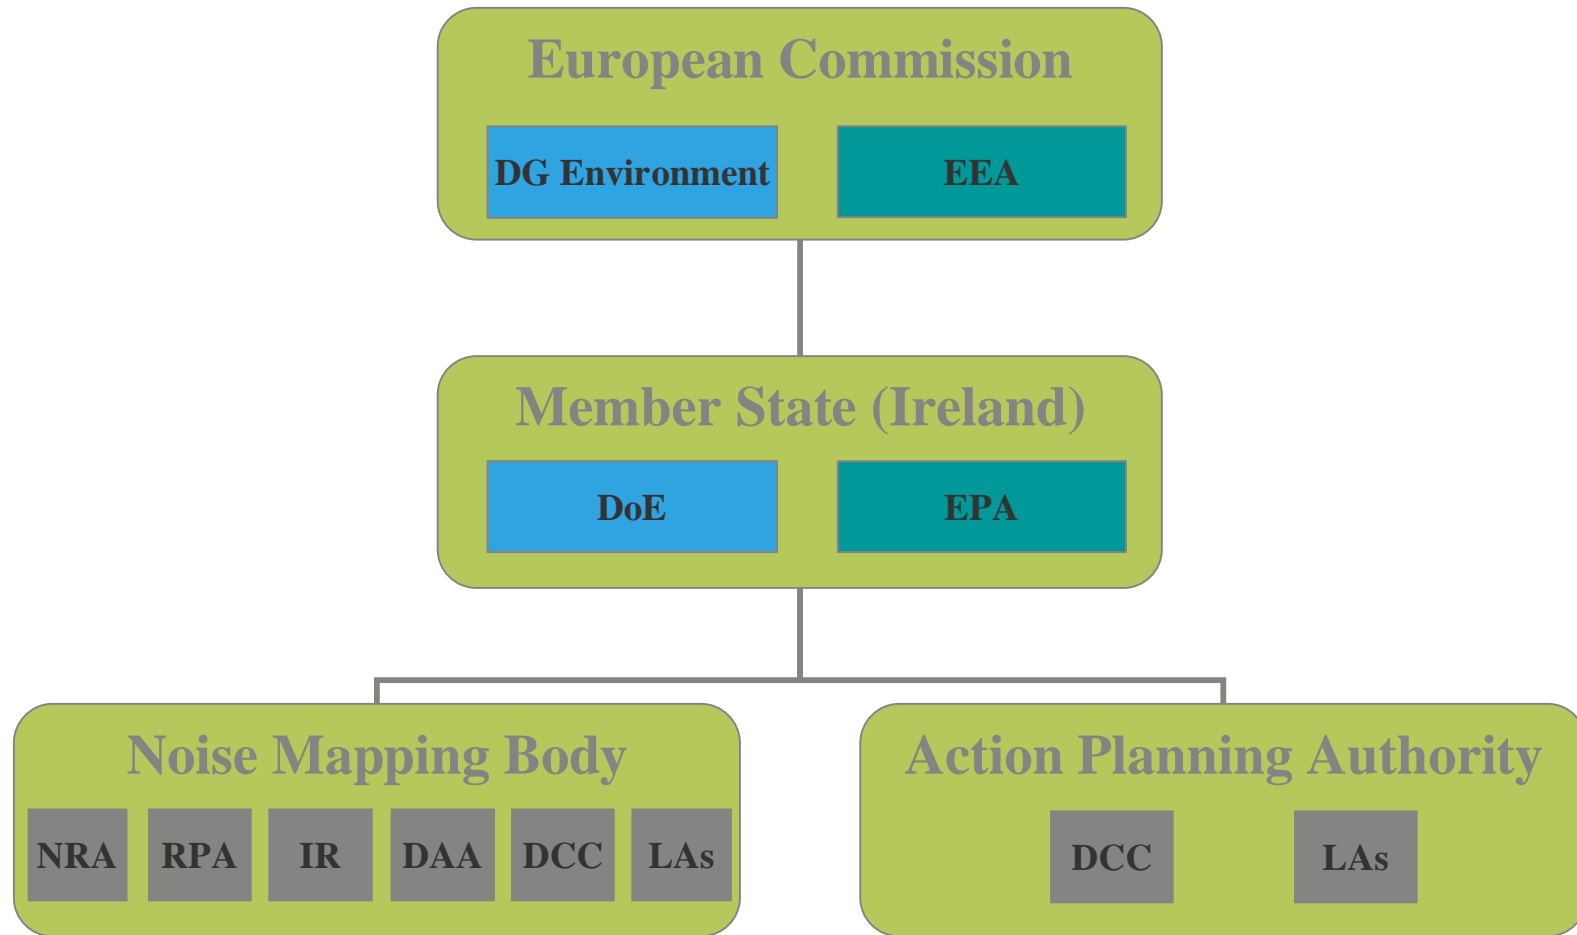 European Commission
DG Environment EEA
Member State (Ireland)
DoE EPA
Noise Mapping Body Action Planning Authority
NRA RPA IR DAA DCC LAs DCC LAs